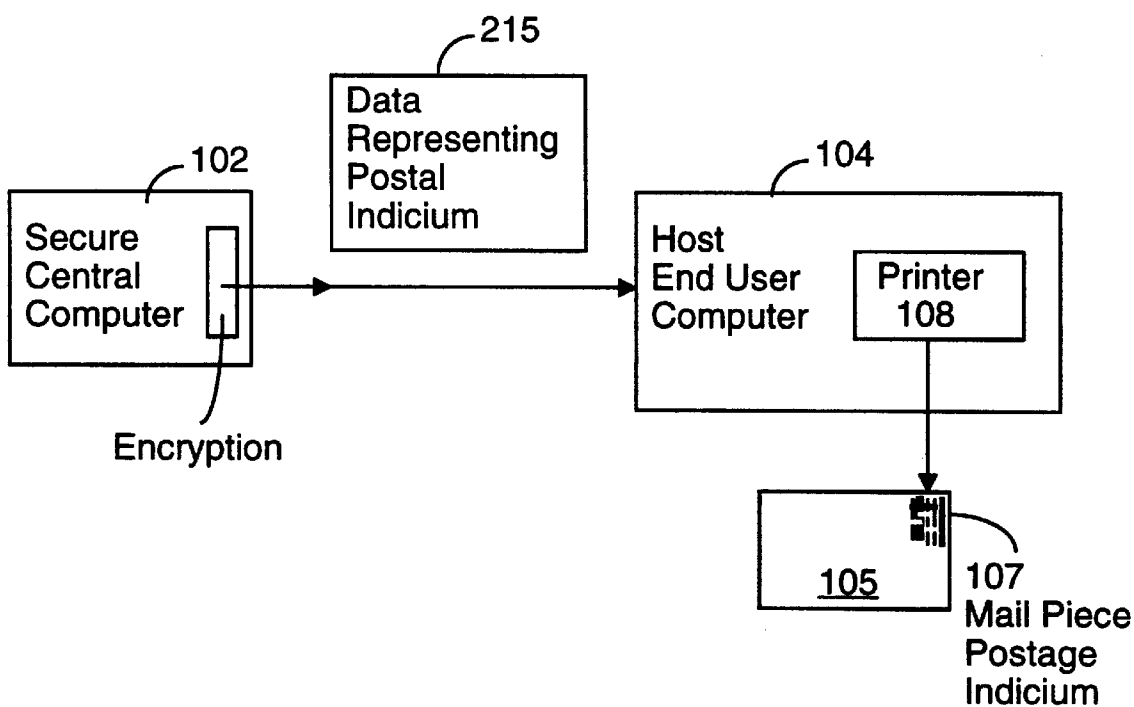 215
Data
Representing
Postal
Indicium
102
Secure
Central
Computer
Encryption
104
Host
End User
Computer
Printer
108
105
107
Mail Piece
Postage
Indicium